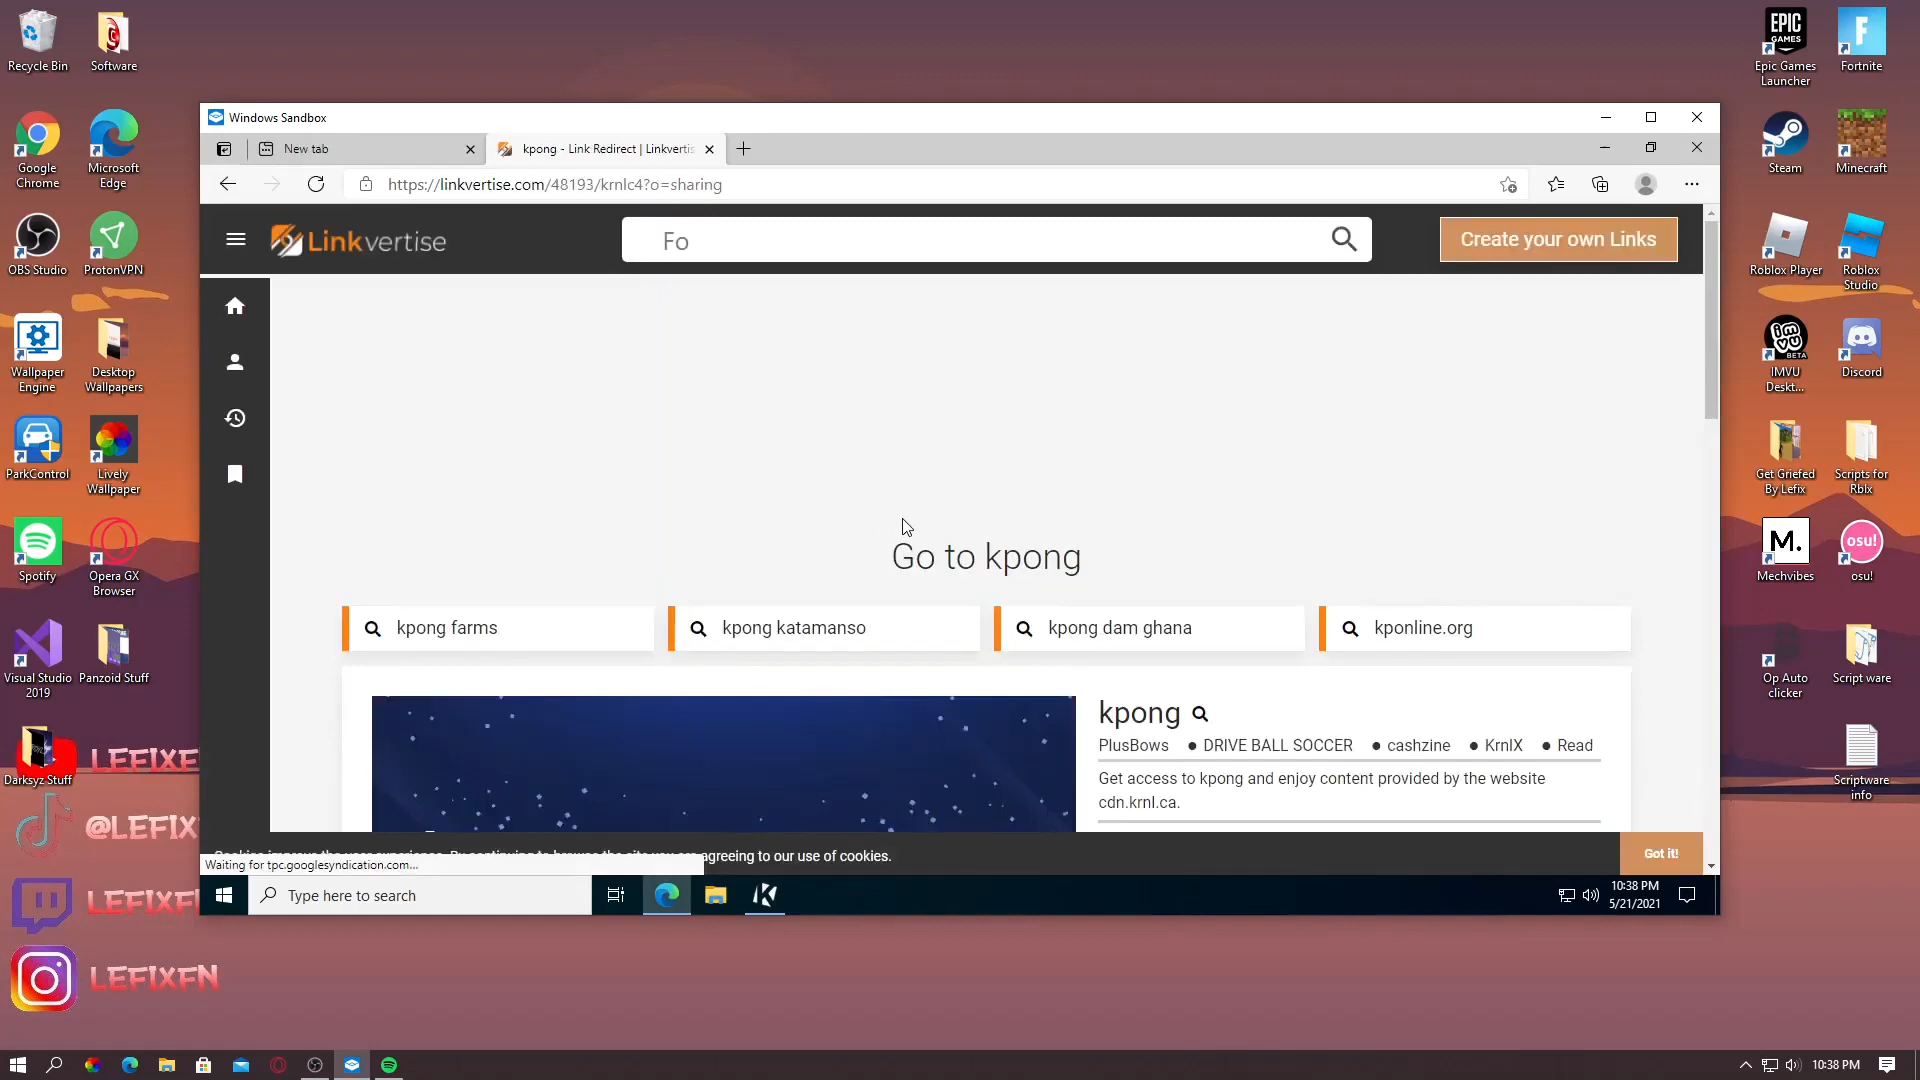 Recycle Bin
Software
Google
Chrome
Microsoft
Edge
OBS Studio
ProtonVPN
Wallpaper
Engine
Desktop
Wallpapers
ParkControl
Lively
Wallpaper
Spotify
Opera GX
Browser
Visual Studio
2019
Panzoid Stuff
Darksyz Stuff
LEFIXF
@LEFIX
LEFIXF
LEFIXFN
Windows Sandbox
New tab
kpong - Link Redirect | Linkvertis
https://linkvertise.com/48193/krnlc4?o=sharing
Linkvertise
Fo
Create your own Links
Go to kpong
kpong farms
kpong katamanso
kpong dam ghana
kponline.org
kpong
PlusBows ● DRIVE BALL SOCCER ● cashzine ● KrnlX ● Read
Get access to kpong and enjoy content provided by the website
cdn.krnl.ca.
agreeing to our use of cookies.
Got it!
Waiting for tpc.googlesyndication.com...
Type here to search
10:38 PM
5/21/2021
EPIC
GAMES
Epic Games
Launcher
Fortnite
Steam
Minecraft
Roblox Player
Roblox
Studio
imvu
BETA
IMVU
Deskt...
Discord
Get Griefed
By Lefix
Scripts for
Rblx
M.
Mechvibes
osu!
osu!
Op Auto
clicker
Script ware
Scriptware
info
10:38 PM